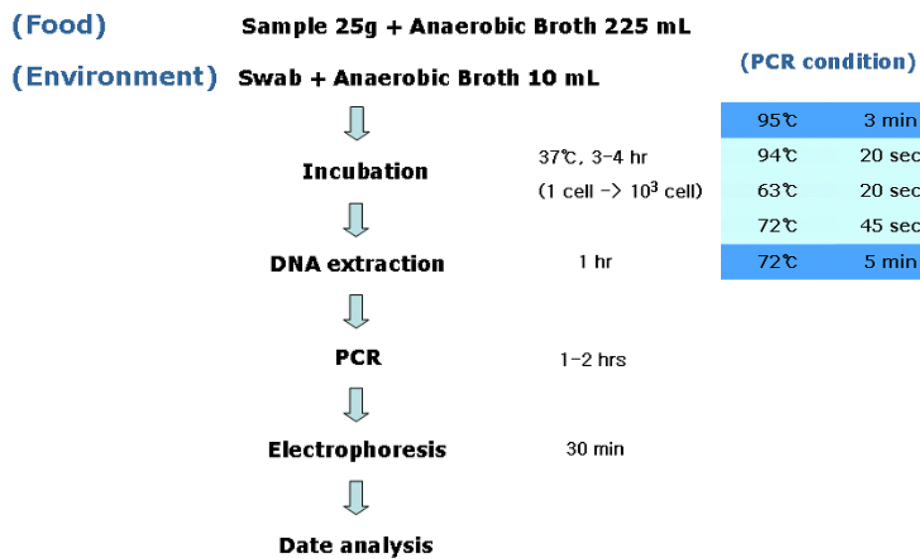 (Food) Sample 25g + Anaerobic Broth 225 mL
(Environment) Swab + Anaerobic Broth 10 mL
(PCR condition)
95℃ 3 min
94℃ 20 sec
63℃ 20 sec
72℃ 45 sec
72℃ 5 min
Incubation 37℃, 3-4 hr
(1 cell -> 10³ cell)
DNA extraction 1 hr
PCR 1-2 hrs
Electrophoresis 30 min
Date analysis